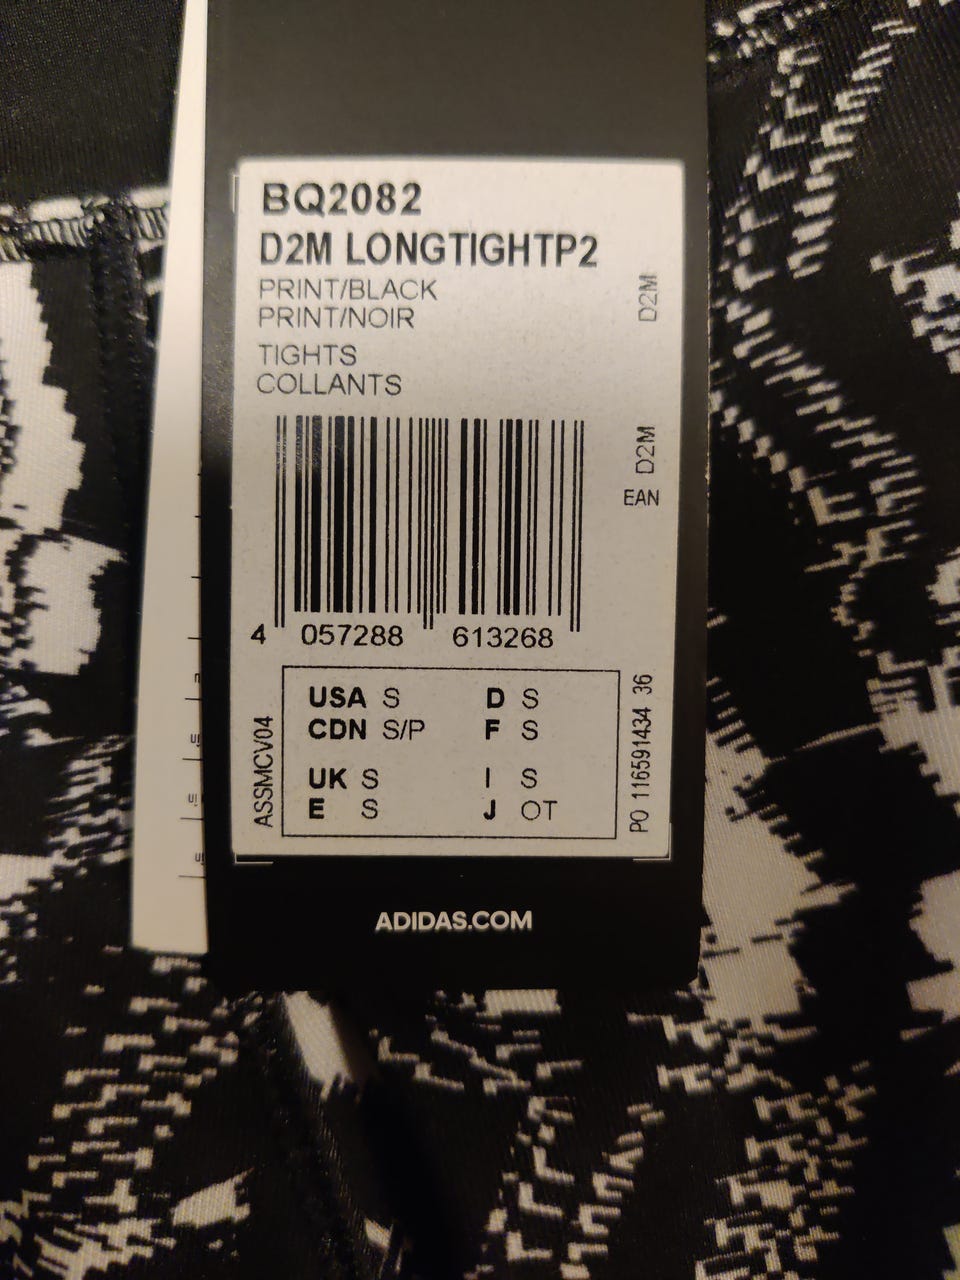 BQ2082
D2M LONGTIGHTP2
PRINT/BLACK
PRINT/NOIR
TIGHTS
COLLANTS
D2M
D2M
EAN
4 057288 613268
USA S D S
CDN S/P F S
UK S I S
E S J OT
ASSMCV04
PO 116591434 36
ADIDAS.COM